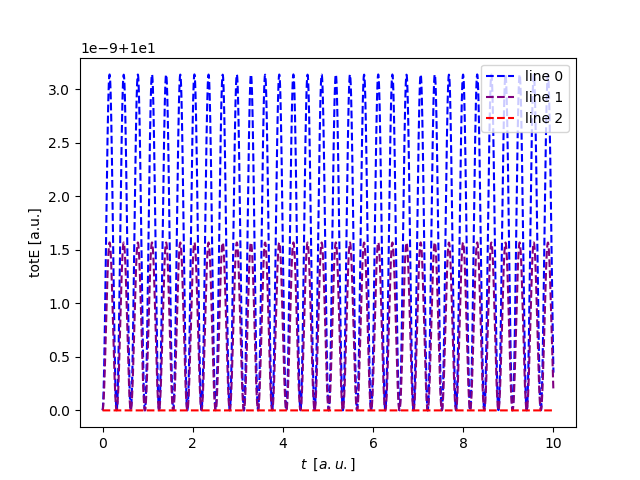 1e−9+1e1
3.0
2.5
2.0
1.5
1.0
0.5
0.0
totE [a.u.]
line 0
line 1
line 2
0 2 4 6 8 10
t [a.u.]